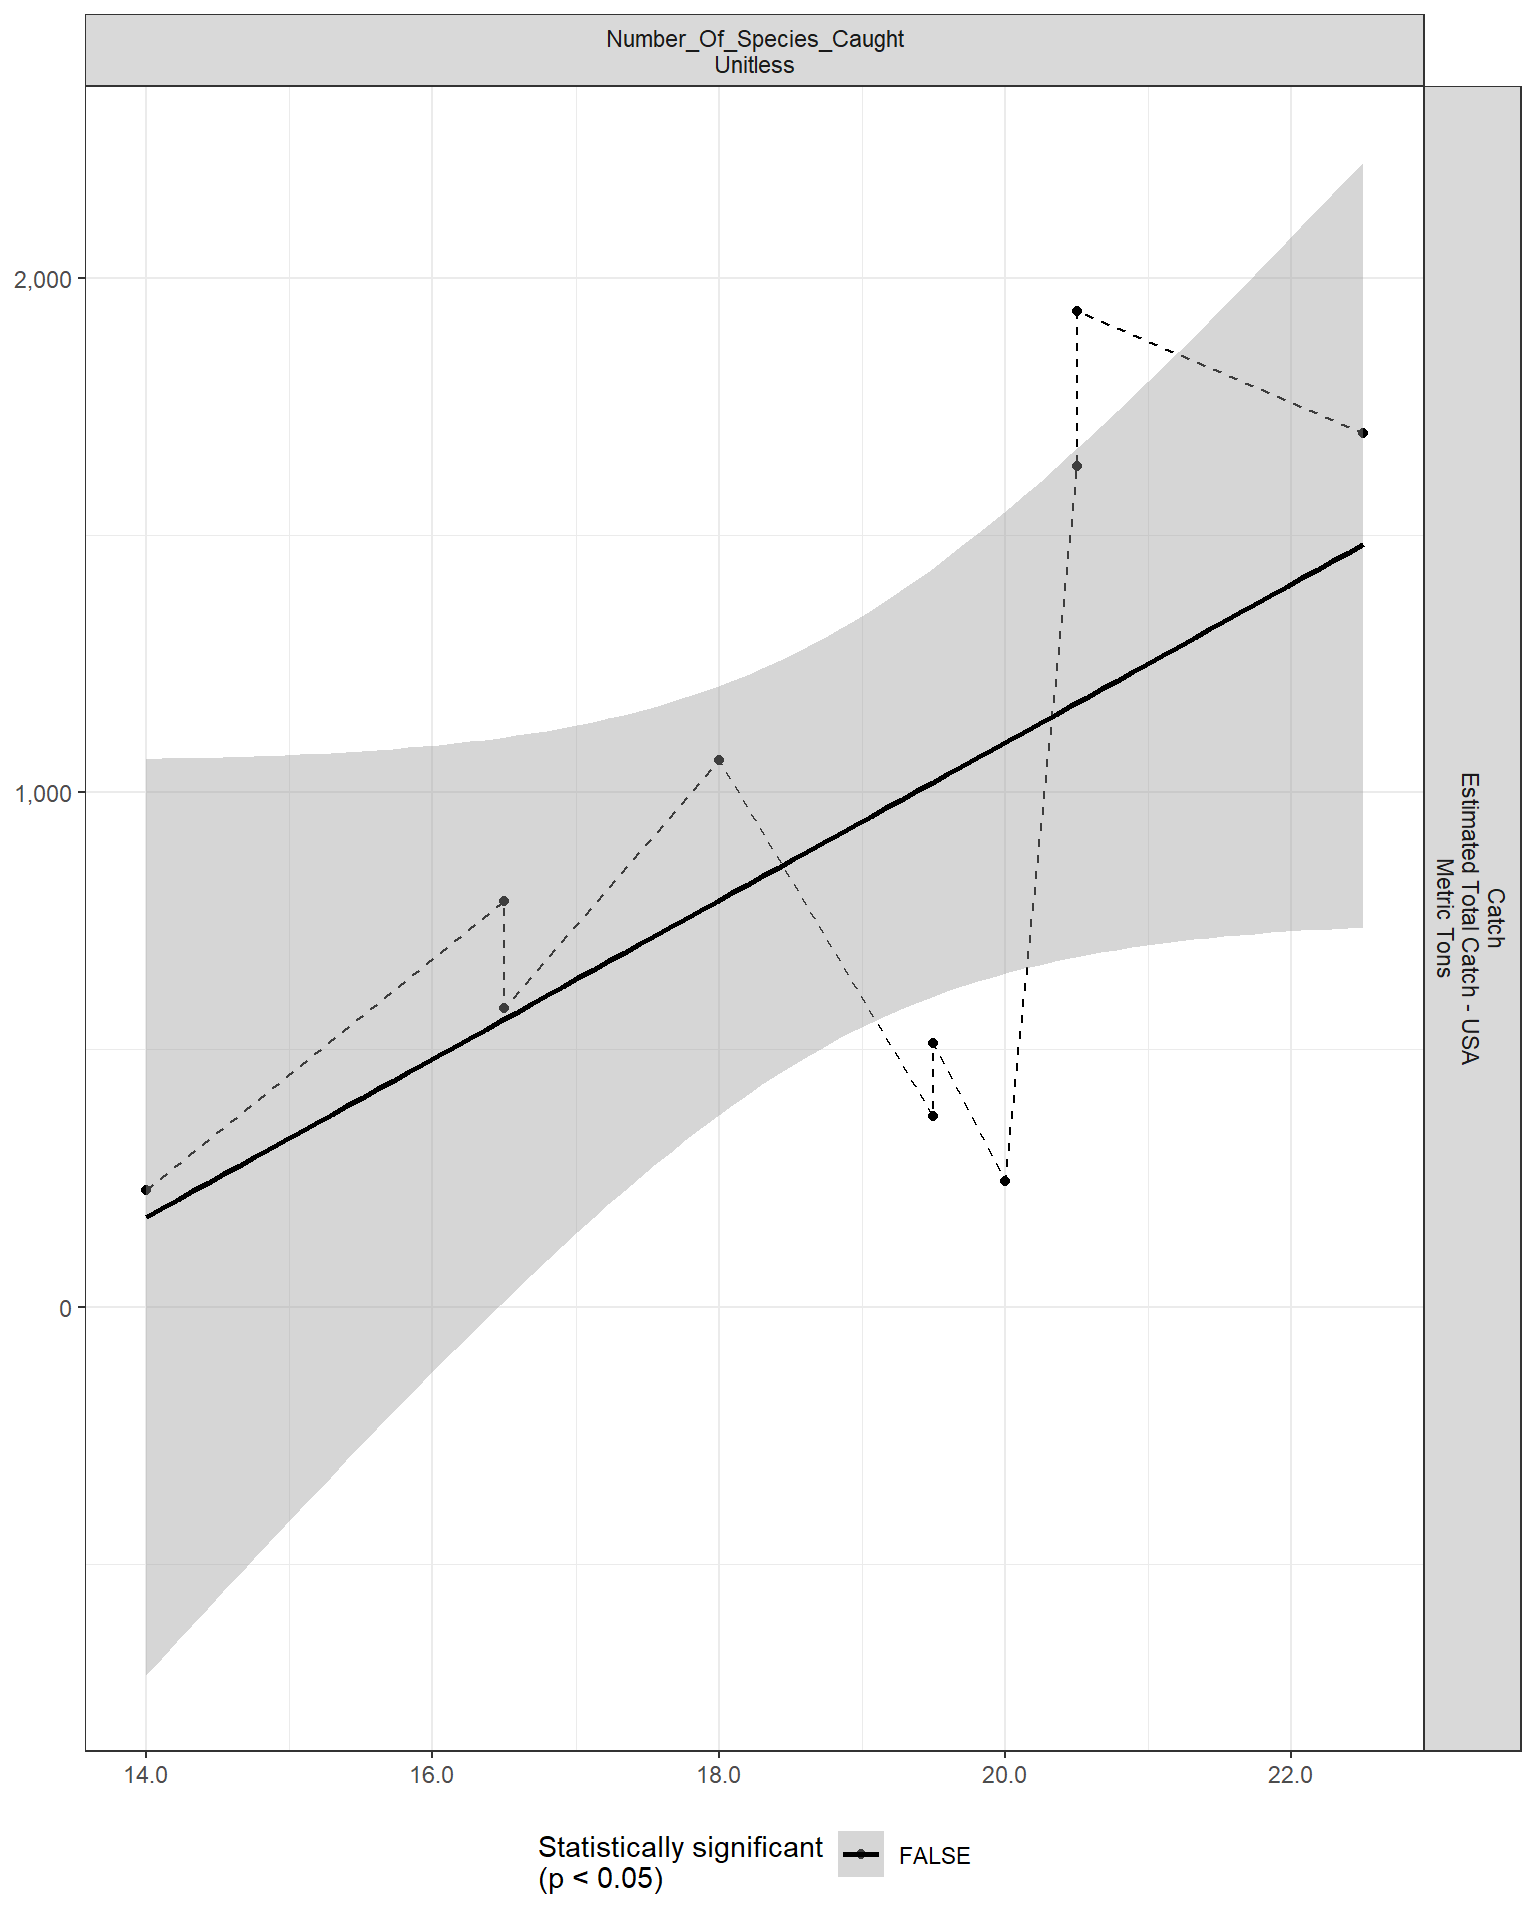 Number_Of_Species_Caught
Unitless
2,000
1,000
0
Catch
Estimated Total Catch - USA
Metric Tons
14.0
16.0
18.0
20.0
22.0
Statistically significant
(p < 0.05)
FALSE